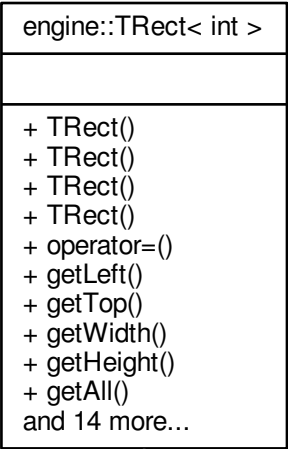 engine::TRect< int >
+ TRect()
+ TRect()
+ TRect()
+ TRect()
+ operator=()
+ getLeft()
+ getTop()
+ getWidth()
+ getHeight()
+ getAll()
and 14 more...